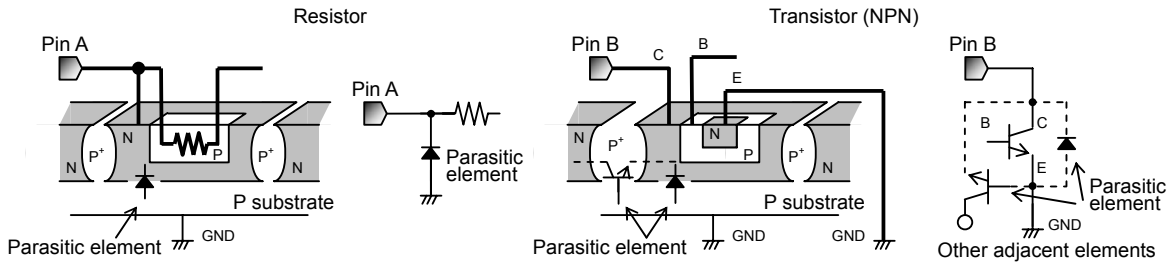 Resistor
Transistor (NPN)
Pin A
Pin A
N
N
P+
P
P+
N
Parasitic element
P substrate
Parasitic element
GND
Pin B
C
B
E
N
P+
N
P
P+
N
P substrate
Parasitic element
GND
GND
Pin B
B
C
E
Parasitic element
GND
Other adjacent elements